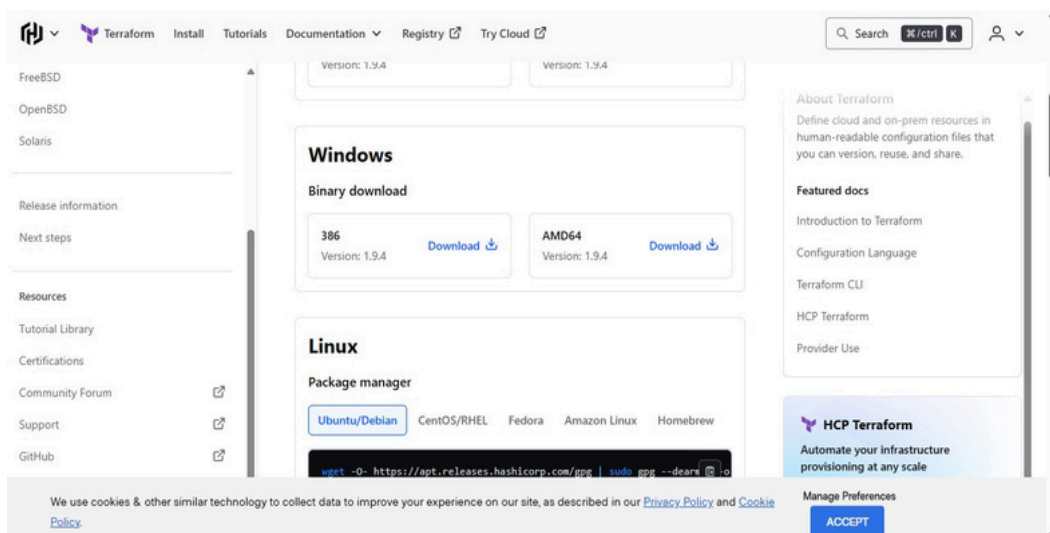 Terraform Install Tutorials Documentation Registry Try Cloud Search ⌘/ctrl K
FreeBSD
OpenBSD
Solaris
Release information
Next steps
Resources
Tutorial Library
Certifications
Community Forum
Support
GitHub
Version: 1.9.4 Version: 1.9.4
Windows
Binary download
386
Version: 1.9.4
Download
AMD64
Version: 1.9.4
Download
Linux
Package manager
Ubuntu/Debian CentOS/RHEL Fedora Amazon Linux Homebrew
wget -O- https://apt.releases.hashicorp.com/gpg | sudo gpg --dearm o
About Terraform
Define cloud and on-prem resources in
human-readable configuration files that
you can version, reuse, and share.
Featured docs
Introduction to Terraform
Configuration Language
Terraform CLI
HCP Terraform
Provider Use
HCP Terraform
Automate your infrastructure
provisioning at any scale
We use cookies & other similar technology to collect data to improve your experience on our site, as described in our Privacy Policy and Cookie
Policy.
Manage Preferences
ACCEPT